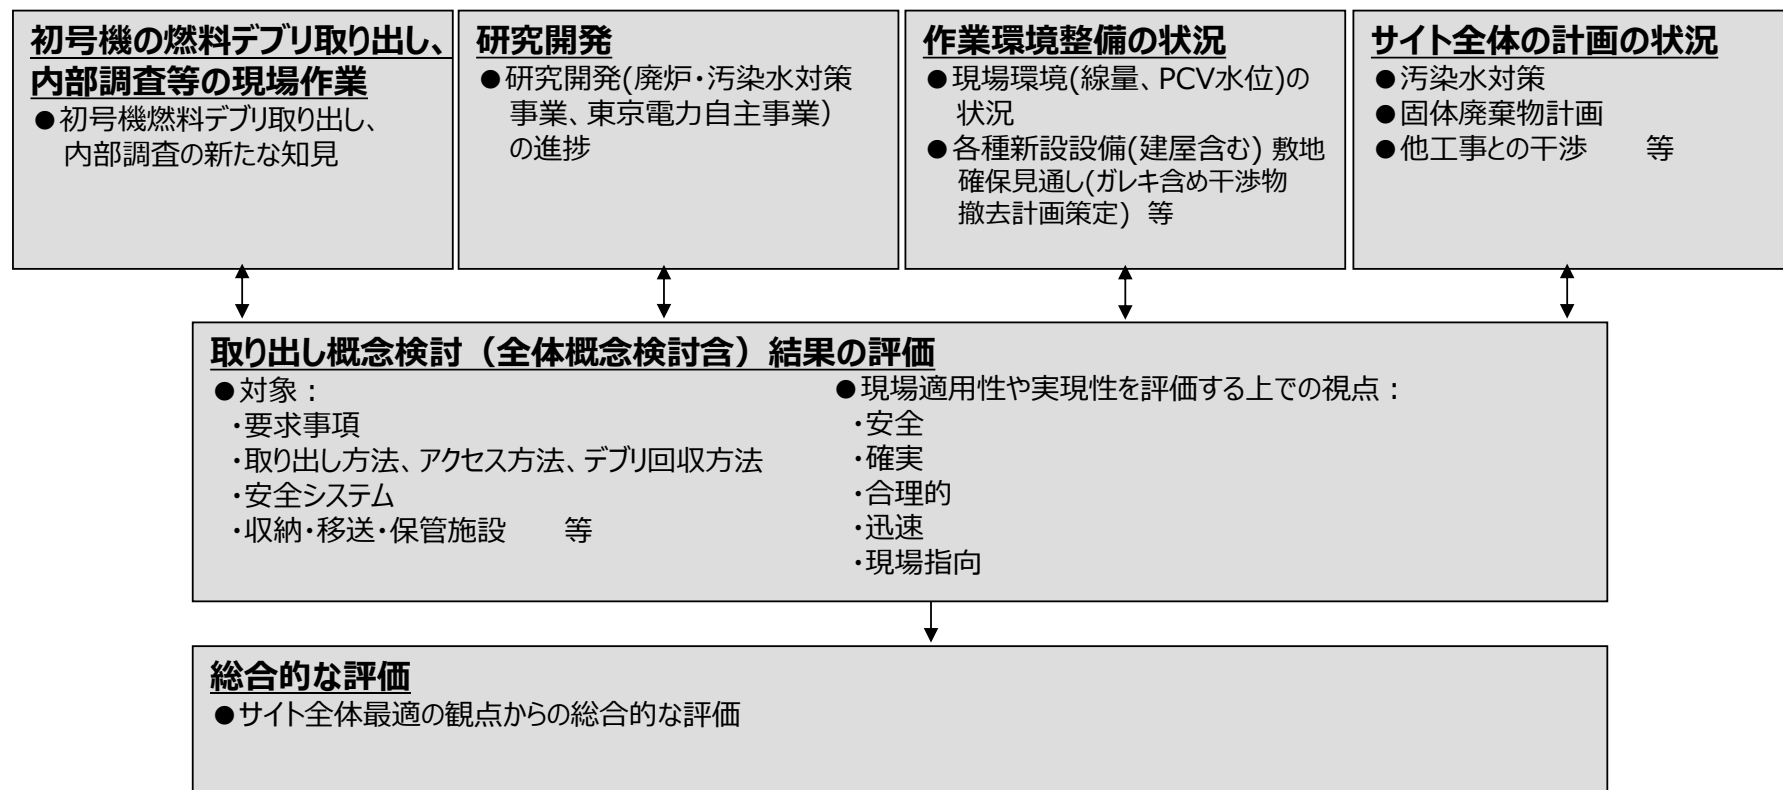 初号機の燃料デブリ取り出し、
内部調査等の現場作業
●初号機燃料デブリ取り出し、
内部調査の新たな知見
研究開発
●研究開発(廃炉・汚染水対策
事業、東京電力自主事業）
の進捗
作業環境整備の状況
●現場環境(線量、PCV水位)の
状況
●各種新設設備(建屋含む) 敷地
確保見通し(ガレキ含め干渉物
撤去計画策定） 等
サイト全体の計画の状況
●汚染水対策
●固体廃棄物計画
●他工事との干渉　　等
取り出し概念検討（全体概念検討含）結果の評価
●対象：
・要求事項
・取り出し方法、アクセス方法、デブリ回収方法
・安全システム
・収納・移送・保管施設　　等
●現場適用性や実現性を評価する上での視点：
・安全
・確実
・合理的
・迅速
・現場指向
総合的な評価
●サイト全体最適の観点からの総合的な評価